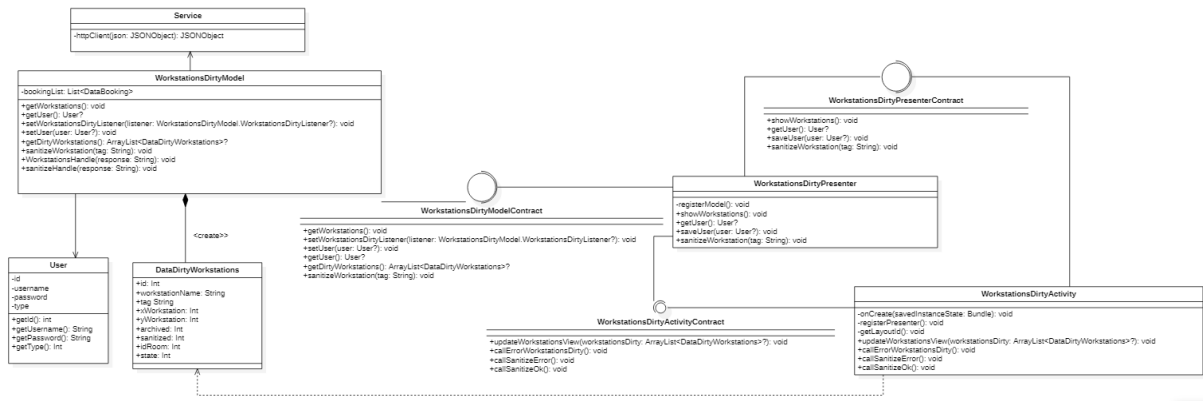 Service
-httpClient(json: JSONObject): JSONObject
WorkstationsDirtyModel
-bookingList: List<DataBooking>
+getWorkstations(): void
+getUser(): User?
+setWorkstationsDirtyListener(listener: WorkstationsDirtyModel.WorkstationsDirtyListener?): void
+setUser(user: User?): void
+getDirtyWorkstations(): ArrayList<DataDirtyWorkstations>?
+sanitizeWorkstation(tag: String): void
+WorkstationsHandle(response: String): void
+sanitizeHandle(response: String): void
<create>>
User
-id
-username
-password
-type
+getId(): int
+getUsername(): String
+getPassword(): String
+getType(): Int
DataDirtyWorkstations
+id: Int
+workstationName: String
+tag String
+xWorkstation: Int
+yWorkstation: Int
+archived: Int
+sanitized: Int
+idRoom: Int
+state: Int
WorkstationsDirtyModelContract
+getWorkstations(): void
+setWorkstationsDirtyListener(listener: WorkstationsDirtyModel.WorkstationsDirtyListener?): void
+setUser(user: User?): void
+getUser(): User?
+getDirtyWorkstations(): ArrayList<DataDirtyWorkstations>?
+sanitizeWorkstation(tag: String): void
WorkstationsDirtyPresenterContract
+showWorkstations(): void
+getUser(): User?
+saveUser(user: User?): void
+sanitizeWorkstation(tag: String): void
WorkstationsDirtyPresenter
-registerModel(): void
+showWorkstations(): void
+getUser(): User?
+saveUser(user: User?): void
+sanitizeWorkstation(tag: String): void
WorkstationsDirtyActivityContract
+updateWorkstationsView(workstationsDirty: ArrayList<DataDirtyWorkstations>?): void
+callErrorWorkstationsDirty(): void
+callSanitizeError(): void
+callSanitizeOk(): void
WorkstationsDirtyActivity
-onCreate(savedInstanceState: Bundle): void
-registerPresenter(): void
-getLayoutId(): void
+updateWorkstationsView(workstationsDirty: ArrayList<DataDirtyWorkstations>?): void
+callErrorWorkstationsDirty(): void
+callSanitizeError(): void
+callSanitizeOk(): void